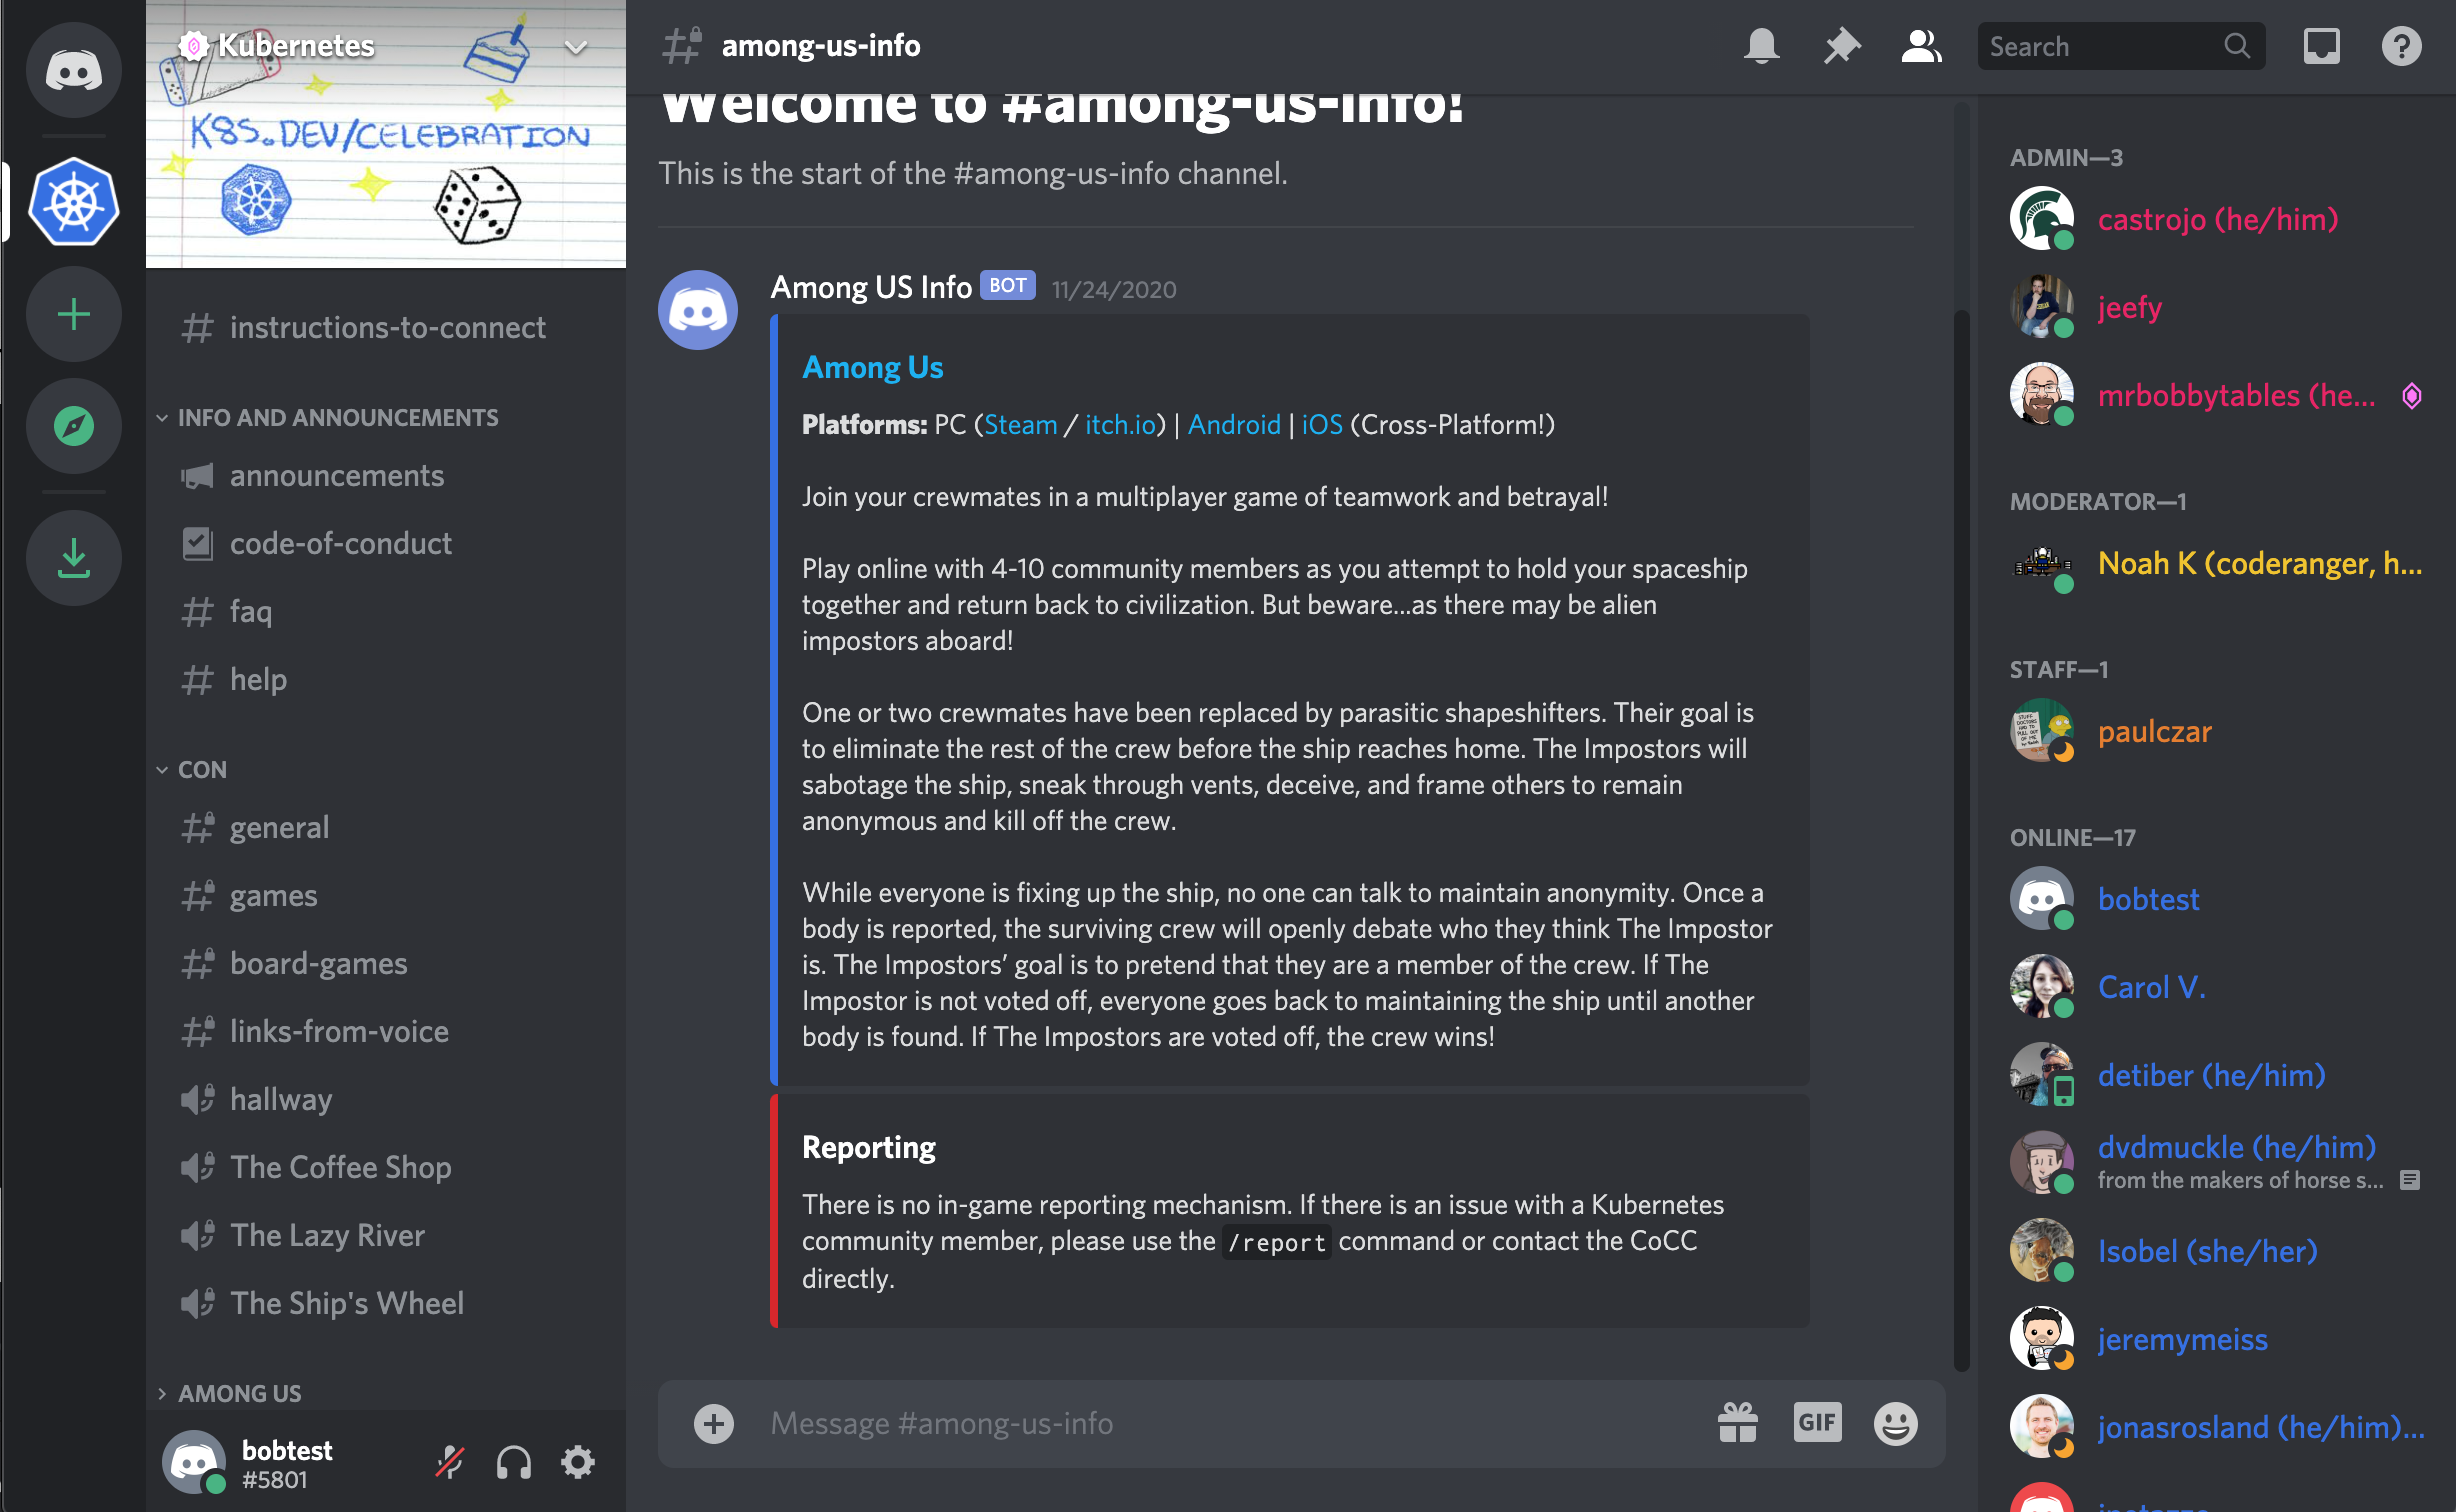 Kubernetes
K8S.DEV/CELEBRATION
instructions-to-connect
INFO AND ANNOUNCEMENTS
announcements
code-of-conduct
faq
help
CON
general
games
board-games
links-from-voice
hallway
The Coffee Shop
The Lazy River
The Ship's Wheel
AMONG US
bobtest
#5801
among-us-info
Search
Welcome to #among-us-info!
This is the start of the #among-us-info channel.
Among US Info BOT 11/24/2020
Among Us
Platforms: PC (Steam / itch.io) | Android | iOS (Cross-Platform!)
Join your crewmates in a multiplayer game of teamwork and betrayal!
Play online with 4-10 community members as you attempt to hold your spaceship
together and return back to civilization. But beware...as there may be alien
impostors aboard!
One or two crewmates have been replaced by parasitic shapeshifters. Their goal is
to eliminate the rest of the crew before the ship reaches home. The Impostors will
sabotage the ship, sneak through vents, deceive, and frame others to remain
anonymous and kill off the crew.
While everyone is fixing up the ship, no one can talk to maintain anonymity. Once a
body is reported, the surviving crew will openly debate who they think The Impostor
is. The Impostors’ goal is to pretend that they are a member of the crew. If The
Impostor is not voted off, everyone goes back to maintaining the ship until another
body is found. If The Impostors are voted off, the crew wins!
Reporting
There is no in-game reporting mechanism. If there is an issue with a Kubernetes
community member, please use the /report command or contact the CoCC
directly.
Message #among-us-info
GIF
ADMIN—3
castrojo (he/him)
jeefy
mrbobbytables (he...
MODERATOR—1
Noah K (coderanger, h...
STAFF—1
paulczar
ONLINE—17
bobtest
Carol V.
detiber (he/him)
dvdmuckle (he/him)
from the makers of horse s...
Isobel (she/her)
jeremymeiss
jonasrosland (he/him)...